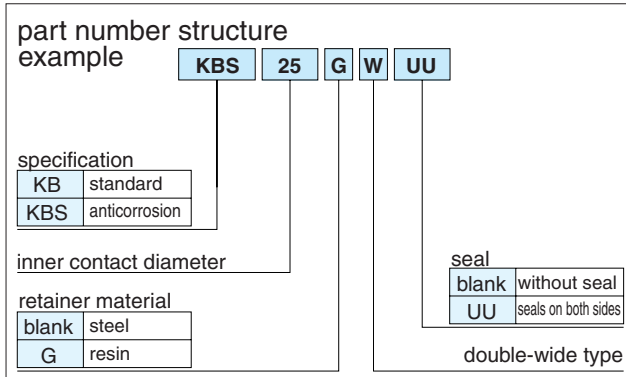 part number structure
example
KBS 25 G W UU
specification
KB standard
KBS anticorrosion
inner contact diameter
retainer material
blank steel
G resin
seal
blank without seal
UU seals on both sides
double-wide type